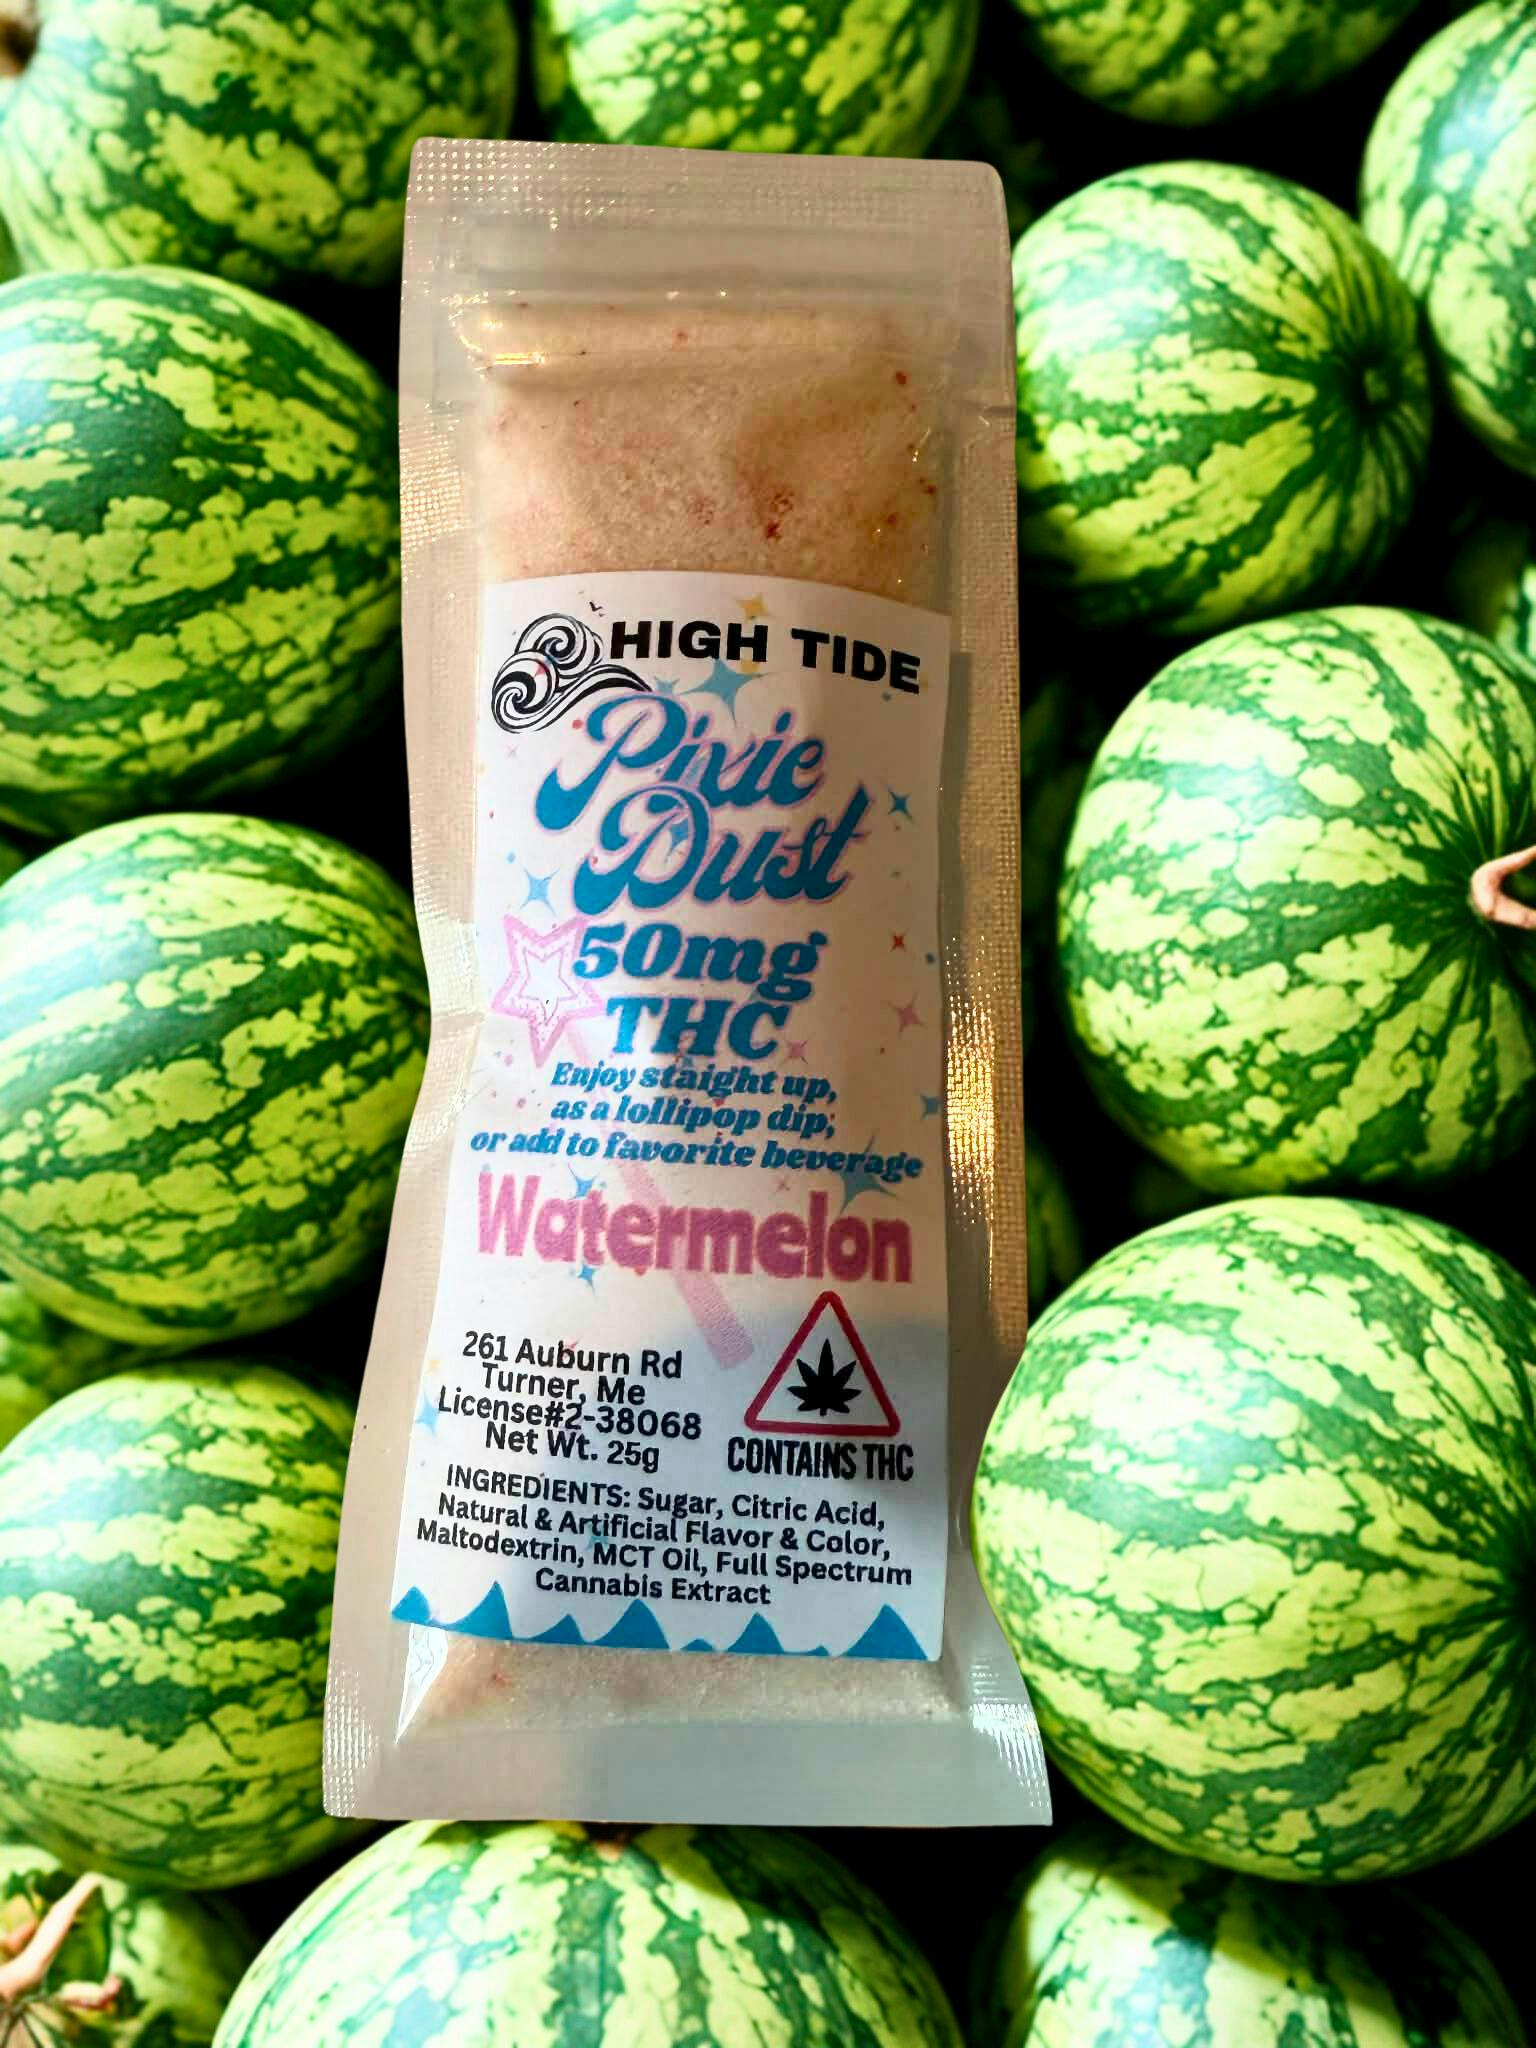 HIGH TIDE
Pixie
Dust
50mg
THC
Enjoy staight up,
as a lollipop dip,
or add to favorite beverage
Watermelon
261 Auburn Rd
Turner, Me
License#2-38068
Net Wt. 25g
CONTAINS THC
INGREDIENTS: Sugar, Citric Acid,
Natural & Artificial Flavor & Color,
Maltodextrin, MCT Oil, Full Spectrum
Cannabis Extract